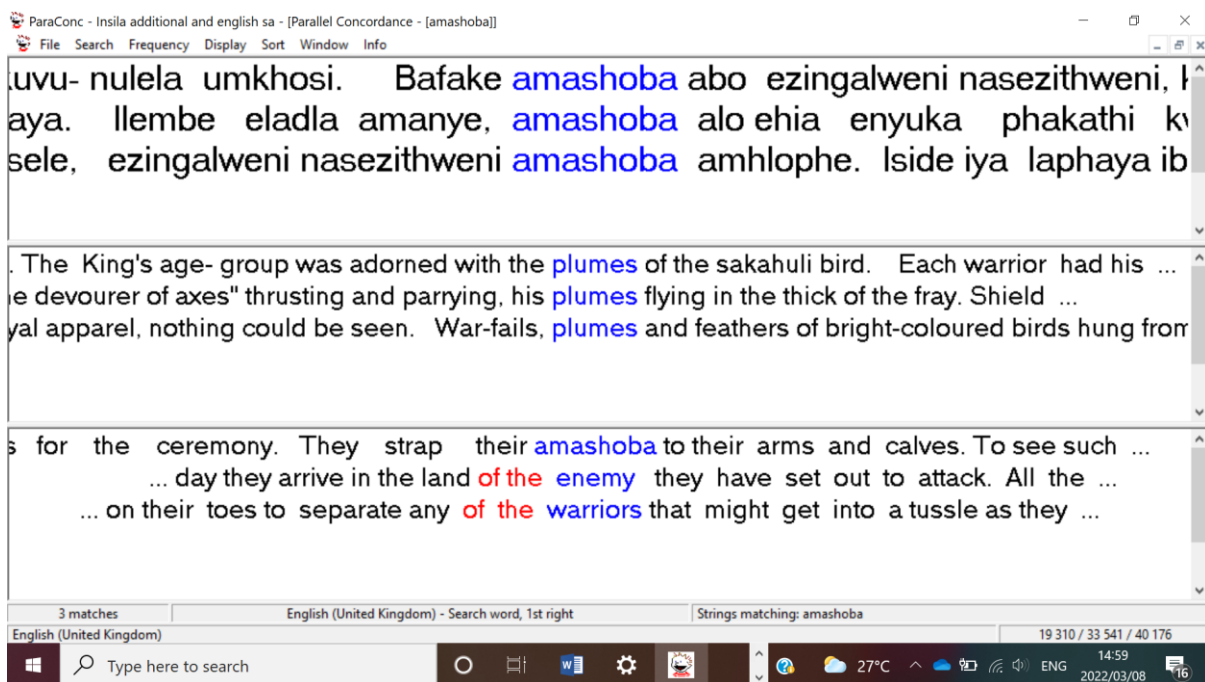 ParaConc - Insila additional and english sa - [Parallel Concordance - [amashoba]]
File Search Frequency Display Sort Window Info
uvu- nulela umkhosi. Bafake amashoba abo ezingalweni nasezithweni,
aya. llembe eladla amanye, amashoba alo ehia enyuka phakathi
sele, ezingalweni nasezithweni amashoba amhlophe. Iside iya laphaya ib
. The King's age- group was adorned with the plumes of the sakahuli bird. Each warrior had his ...
e devourer of axes" thrusting and parrying, his plumes flying in the thick of the fray. Shield ...
yal apparel, nothing could be seen. War-fails, plumes and feathers of bright-coloured birds hung from
s for the ceremony. They strap their amashoba to their arms and calves. To see such ...
... day they arrive in the land of the enemy they have set out to attack. All the ...
... on their toes to separate any of the warriors that might get into a tussle as they ...
3 matches English (United Kingdom) - Search word, 1st right Strings matching: amashoba
English (United Kingdom) 19 310 / 33 541 / 40 176
Type here to search 27°C ENG 14:59
2022/03/08 16